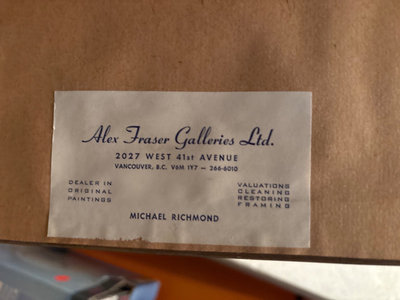 Alex Fraser Galleries Ltd.
2027 WEST 41st AVENUE
VANCOUVER, B.C. V6M 1Y7 — 266-6010
DEALER IN
ORIGINAL
PAINTINGS
VALUATIONS
CLEANING
RESTORING
FRAMING
MICHAEL RICHMOND